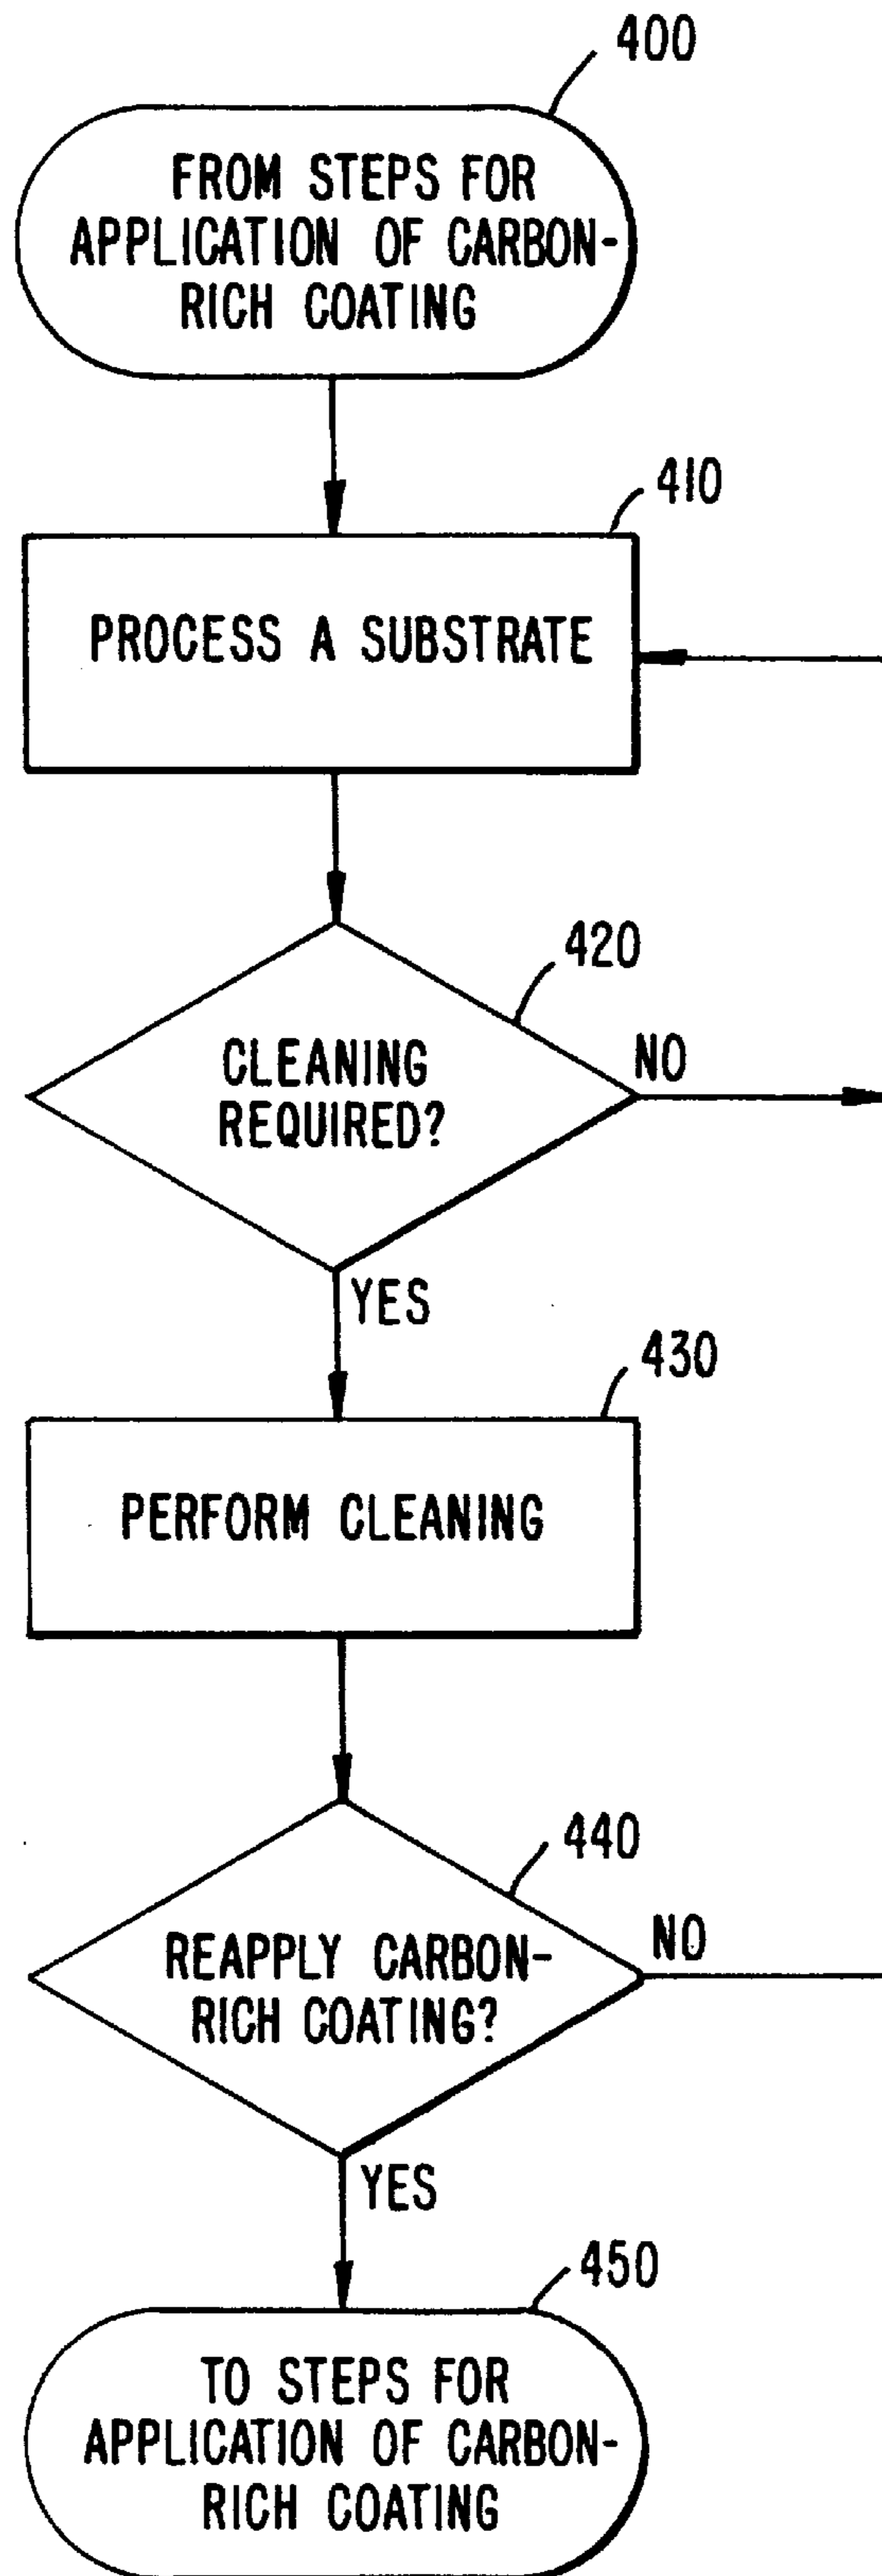 400
FROM STEPS FOR
APPLICATION OF CARBON-
RICH COATING
410
PROCESS A SUBSTRATE
420
CLEANING
REQUIRED?
NO
YES
430
PERFORM CLEANING
440
REAPPLY CARBON-
RICH COATING?
NO
YES
450
TO STEPS FOR
APPLICATION OF CARBON-
RICH COATING